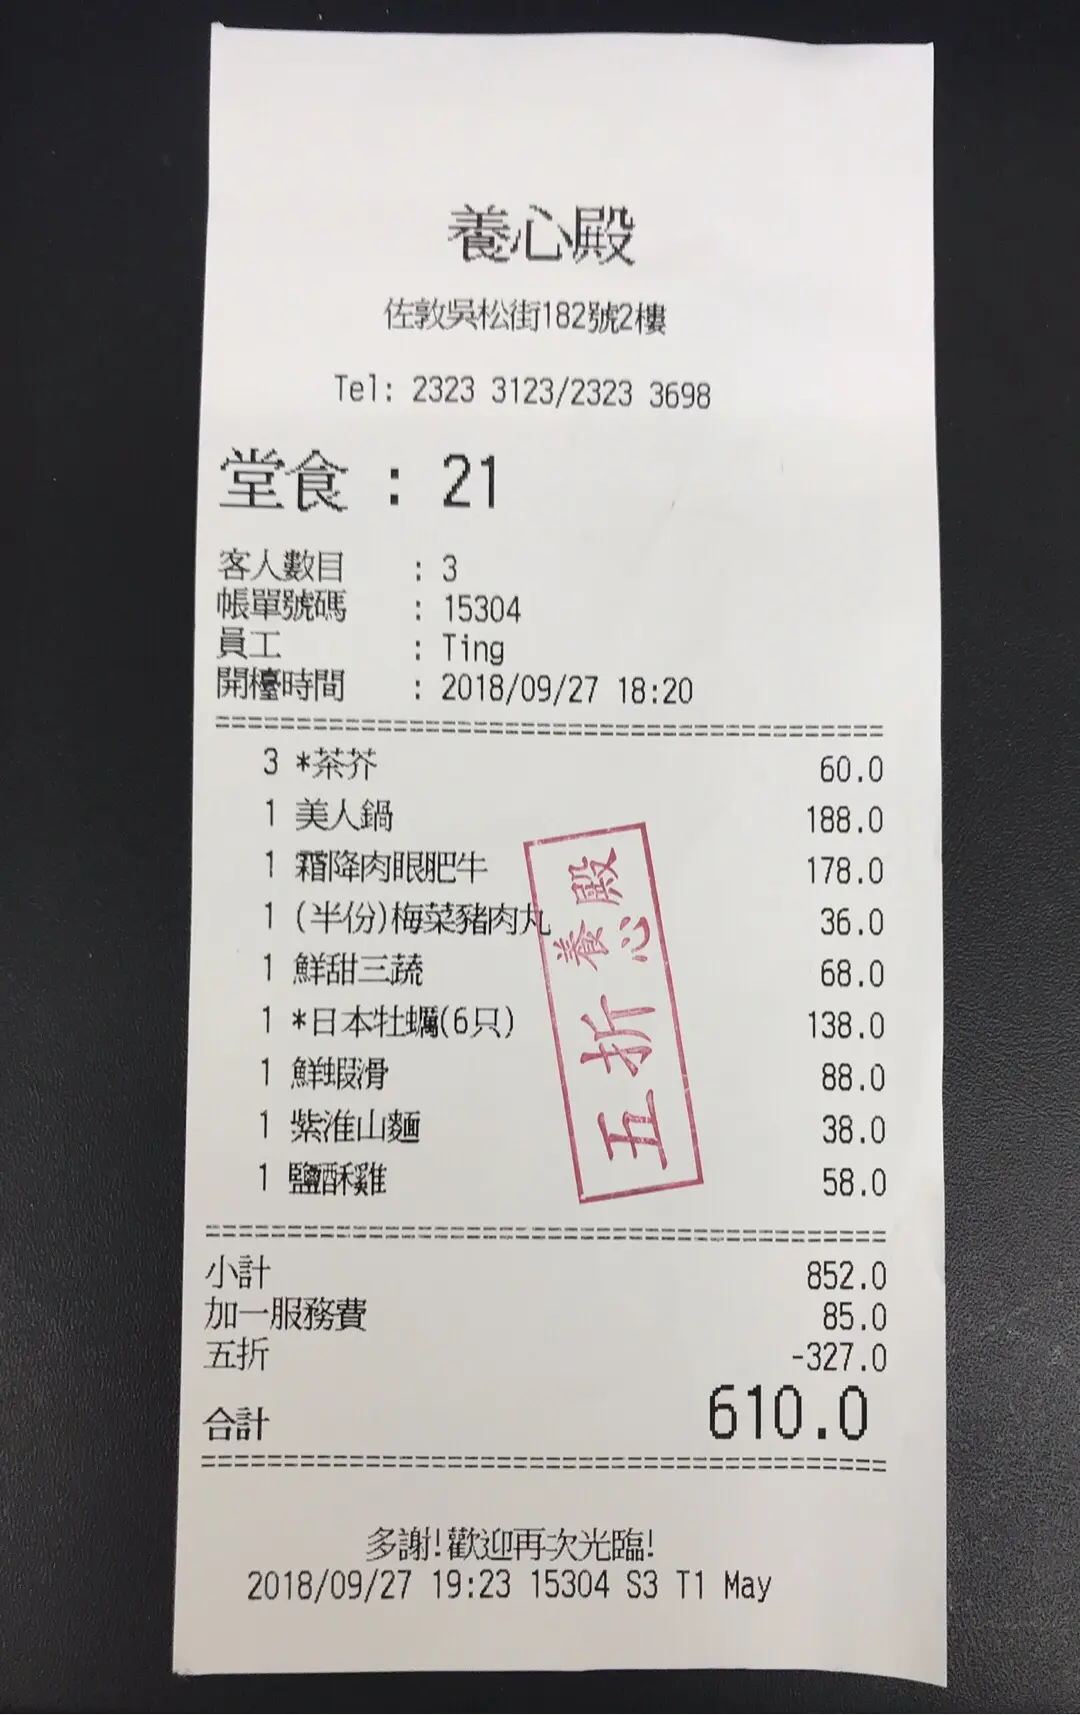 養心殿
佐敦吳松街182號2樓
Tel: 2323 3123/2323 3698
堂食 : 21
客人數目 : 3
帳單號碼 : 15304
員工 : Ting
開檯時間 : 2018/09/27 18:20
3 *茶芥 60.0
1 美人鍋 188.0
1 霜降肉眼肥牛 178.0
1 (半份)梅菜豬肉丸 36.0
1 鮮甜三蔬 68.0
1 *日本牡蠣(6只) 138.0
1 鮮蝦滑 88.0
1 紫淮山麵 38.0
1 鹽酥雞 58.0
養心殿
五折
小計 852.0
加一服務費 85.0
五折 -327.0
合計 610.0
多謝!歡迎再次光臨!
2018/09/27 19:23 15304 S3 T1 May